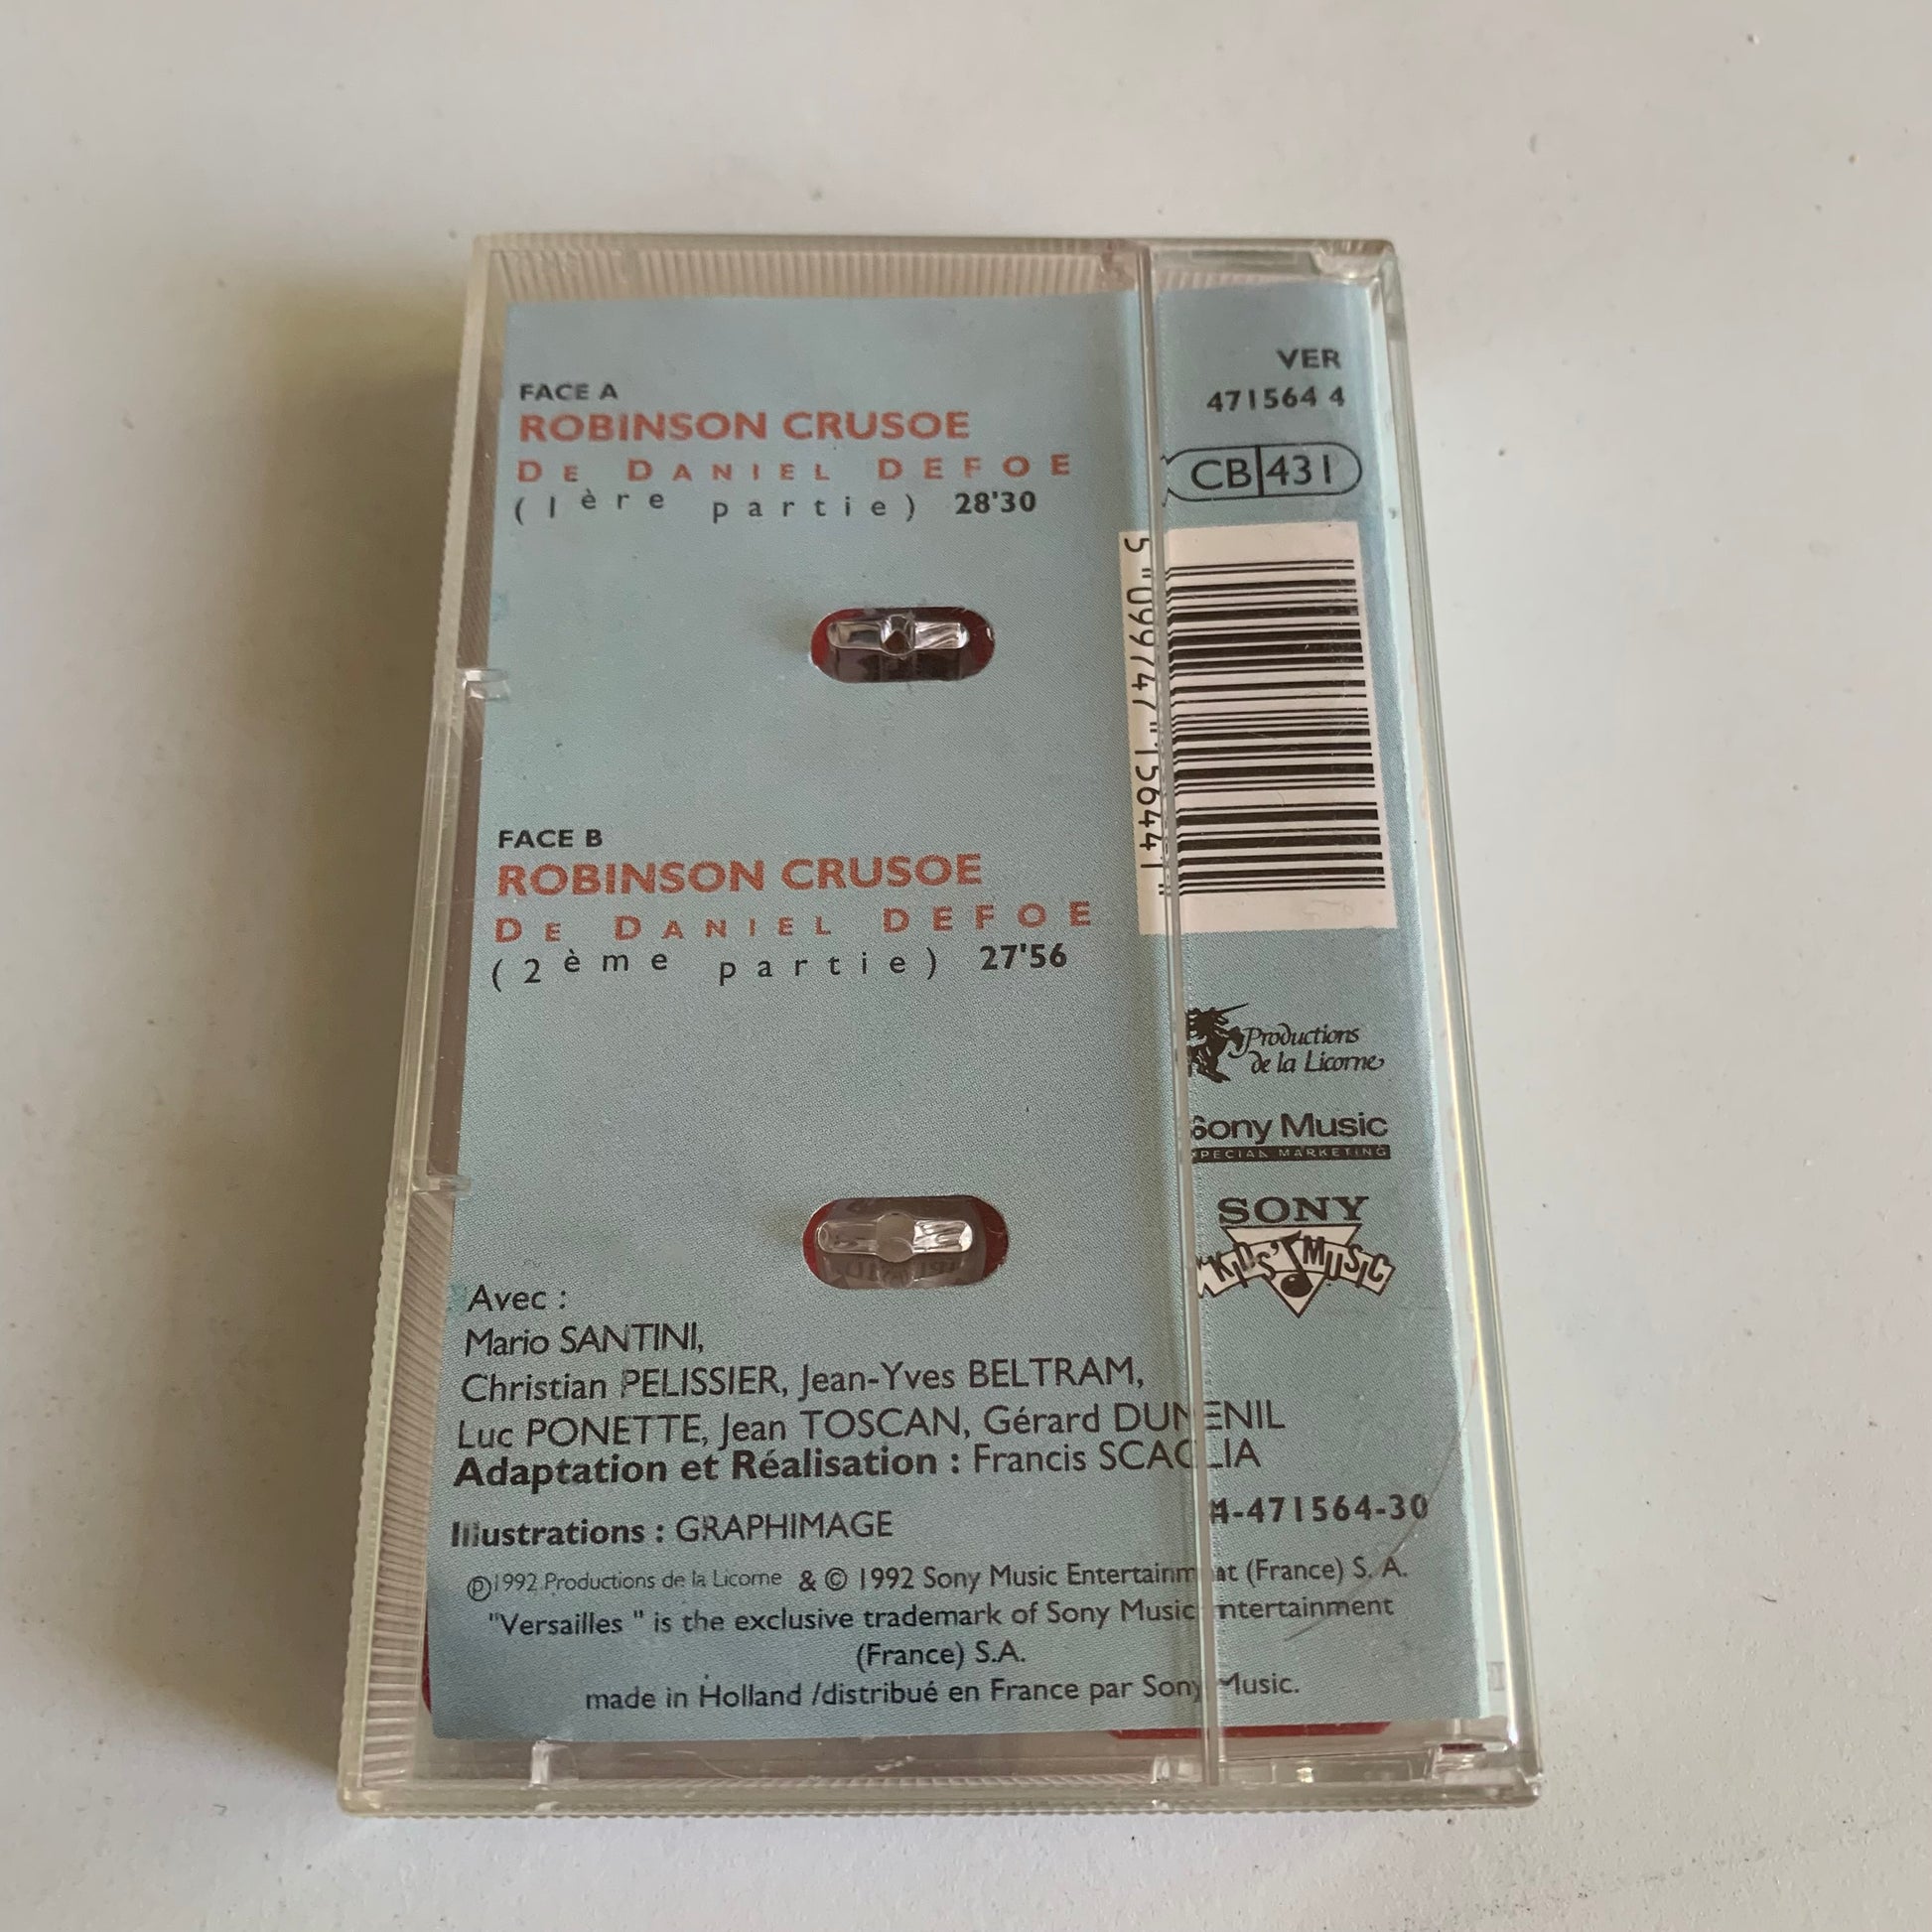 FACE A
ROBINSON CRUSOE
DE DANIEL DEFOE
(1ère partie) 28'30
FACE B
ROBINSON CRUSOE
DE DANIEL DEFOE
(2ème partie) 27'56
Avec :
Mario SANTINI,
Christian PELISSIER, Jean-Yves BELTRAM,
Luc PONETTE, Jean TOSCAN, Gérard DUMENIL
Adaptation et Réalisation : Francis SCAGLIA
Illustrations : GRAPHIMAGE
℗1992 Productions de la Licorne & © 1992 Sony Music Entertainment (France) S. A.
"Versailles " is the exclusive trademark of Sony Music Entertainment
(France) S.A.
made in Holland /distribué en France par Sony Music.
VER
471564 4
CB 431
5 099747 156441
Productions
de la Licorne
Sony Music
SPECIAL MARKETING
SONY
KIDS' MUSIC
-471564-30